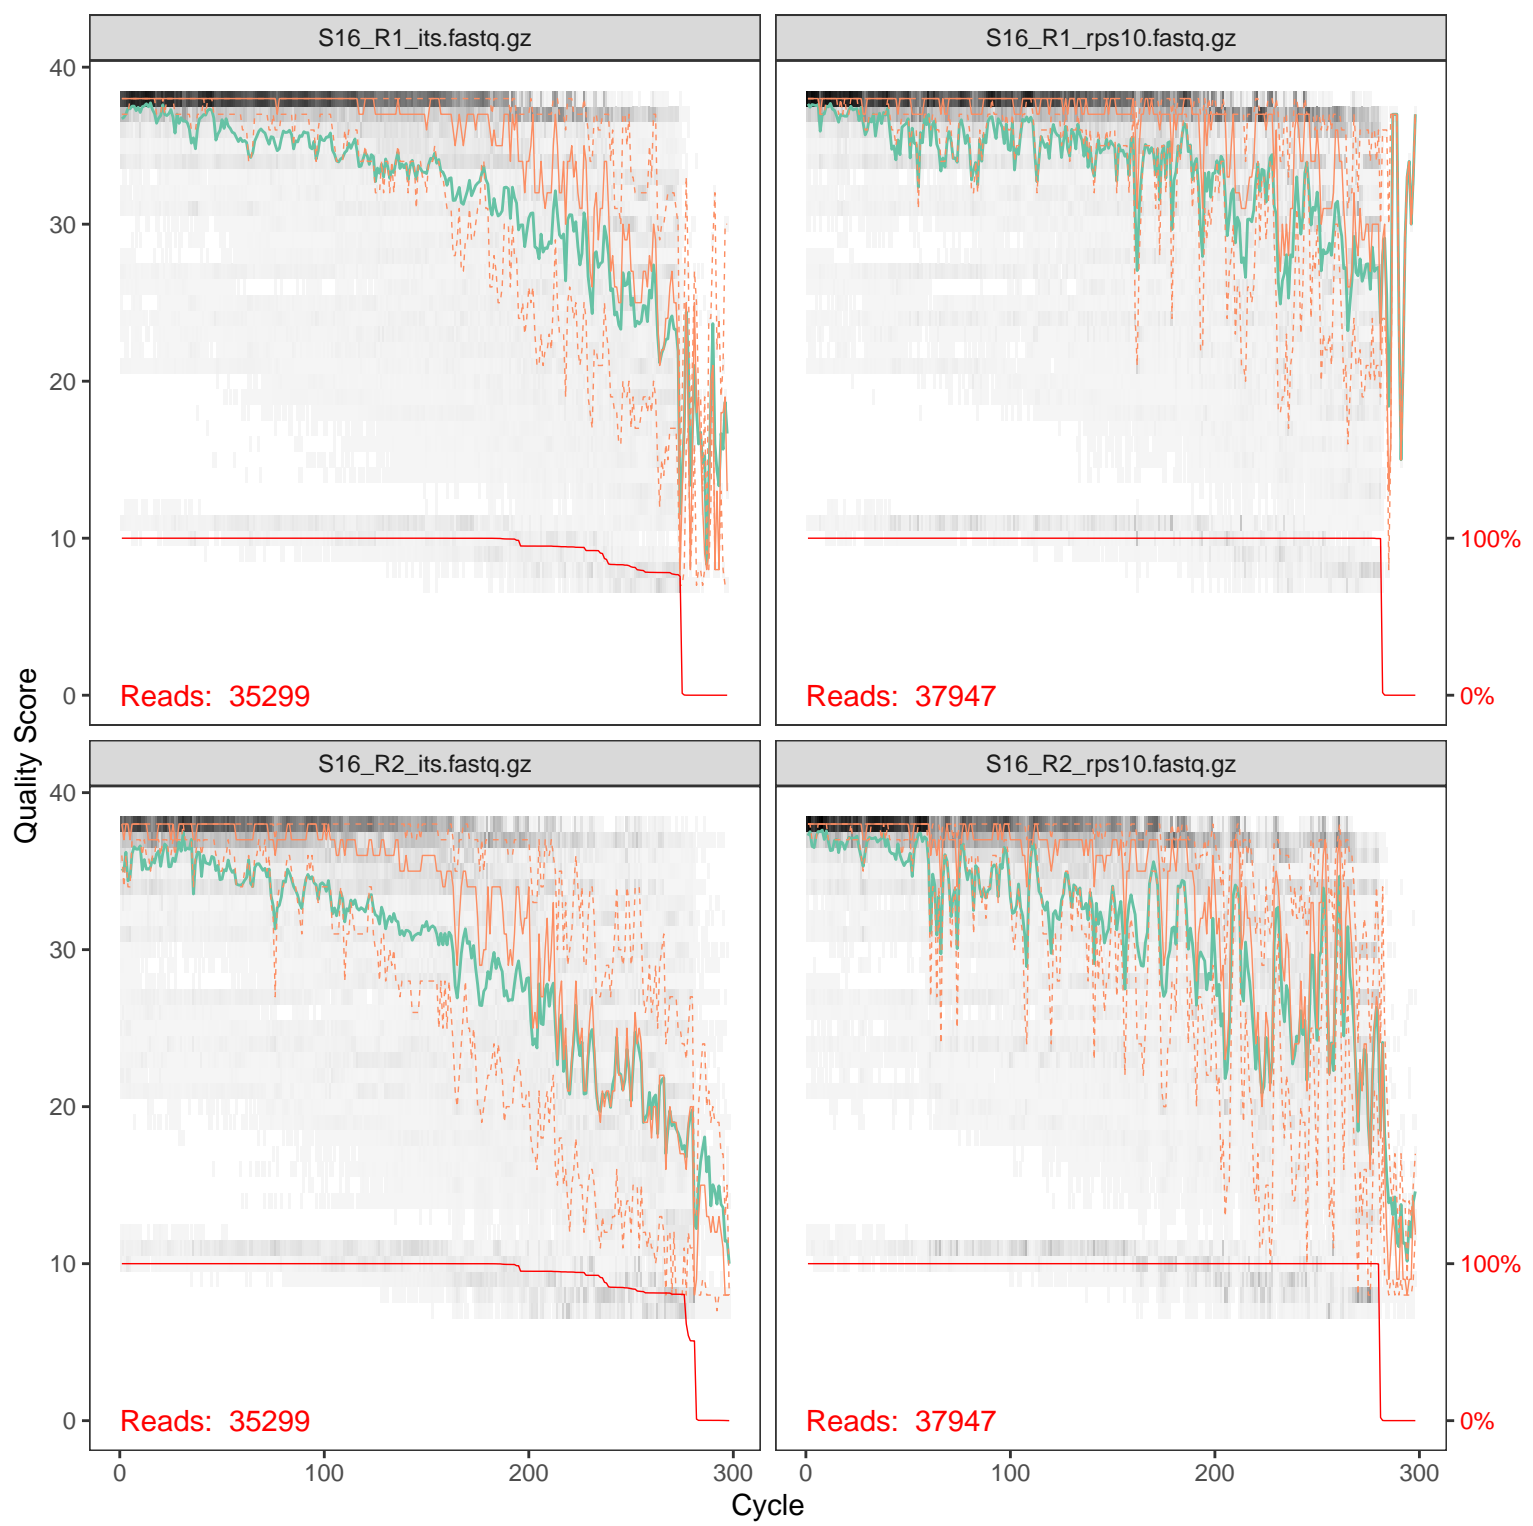 S16_R1_its.fastq.gz
S16_R1_rps10.fastq.gz
40
30
20
10
0
100%
0%
Reads: 35299
Reads: 37947
Quality Score
S16_R2_its.fastq.gz
S16_R2_rps10.fastq.gz
40
30
20
10
0
100%
0%
Reads: 35299
Reads: 37947
0 100 200 300
0 100 200 300
Cycle